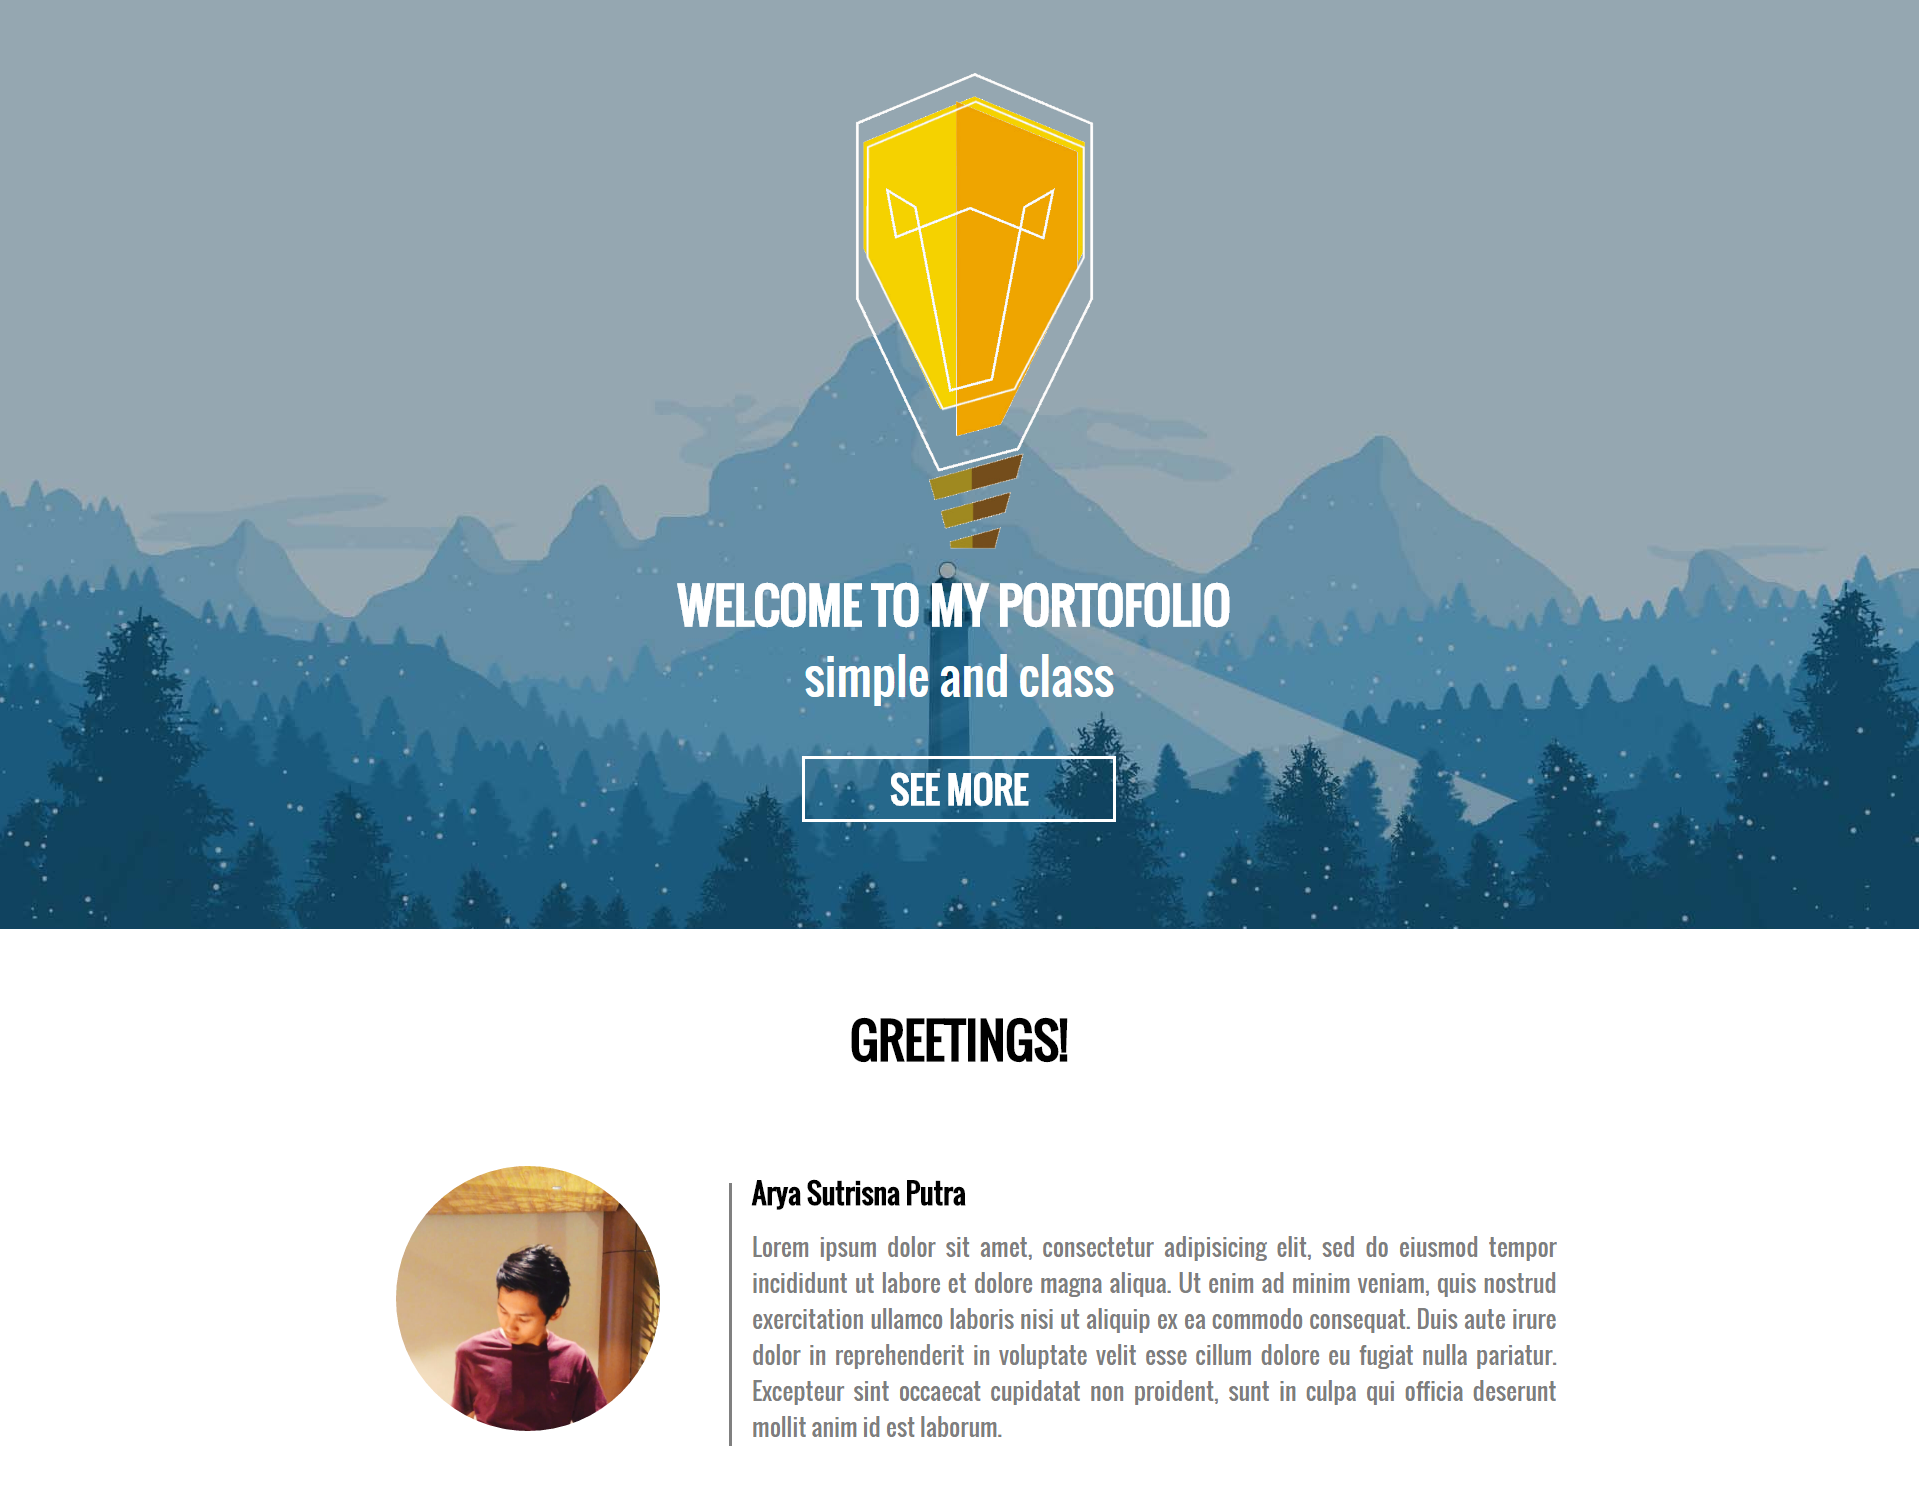 WELCOME TO MY PORTOFOLIO
simple and class
SEE MORE
GREETINGS!
Arya Sutrisna Putra
Lorem ipsum dolor sit amet, consectetur adipisicing elit, sed do eiusmod tempor
incididunt ut labore et dolore magna aliqua. Ut enim ad minim veniam, quis nostrud
exercitation ullamco laboris nisi ut aliquip ex ea commodo consequat. Duis aute irure
dolor in reprehenderit in voluptate velit esse cillum dolore eu fugiat nulla pariatur.
Excepteur sint occaecat cupidatat non proident, sunt in culpa qui officia deserunt
mollit anim id est laborum.